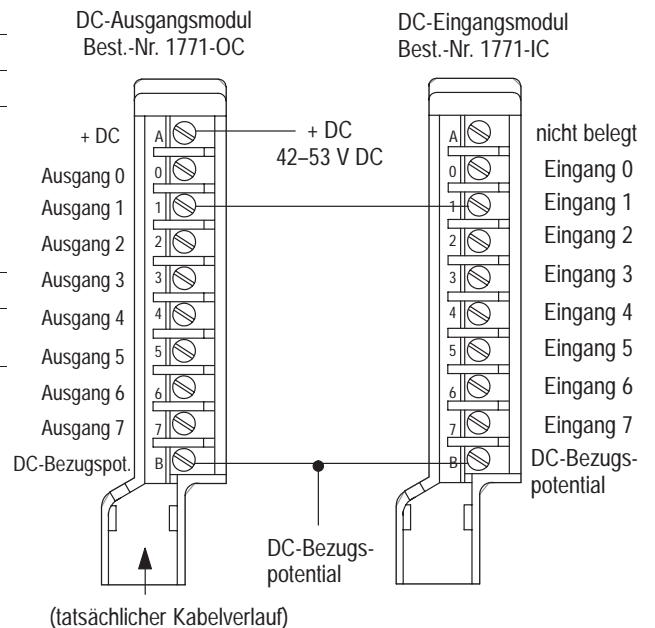 DC-Ausgangsmodul
Best.-Nr. 1771-OC
DC-Eingangsmodul
Best.-Nr. 1771-IC
+ DC
A
+ DC
42–53 V DC
A
nicht belegt
Ausgang 0
0
0
Eingang 0
Ausgang 1
1
1
Eingang 1
Ausgang 2
2
2
Eingang 2
Ausgang 3
3
3
Eingang 3
Ausgang 4
4
4
Eingang 4
Ausgang 5
5
5
Eingang 5
Ausgang 6
6
6
Eingang 6
Ausgang 7
7
7
Eingang 7
DC-Bezugspot.
B
B
DC-Bezugs-
potential
DC-Bezugs-
potential
(tatsächlicher Kabelverlauf)